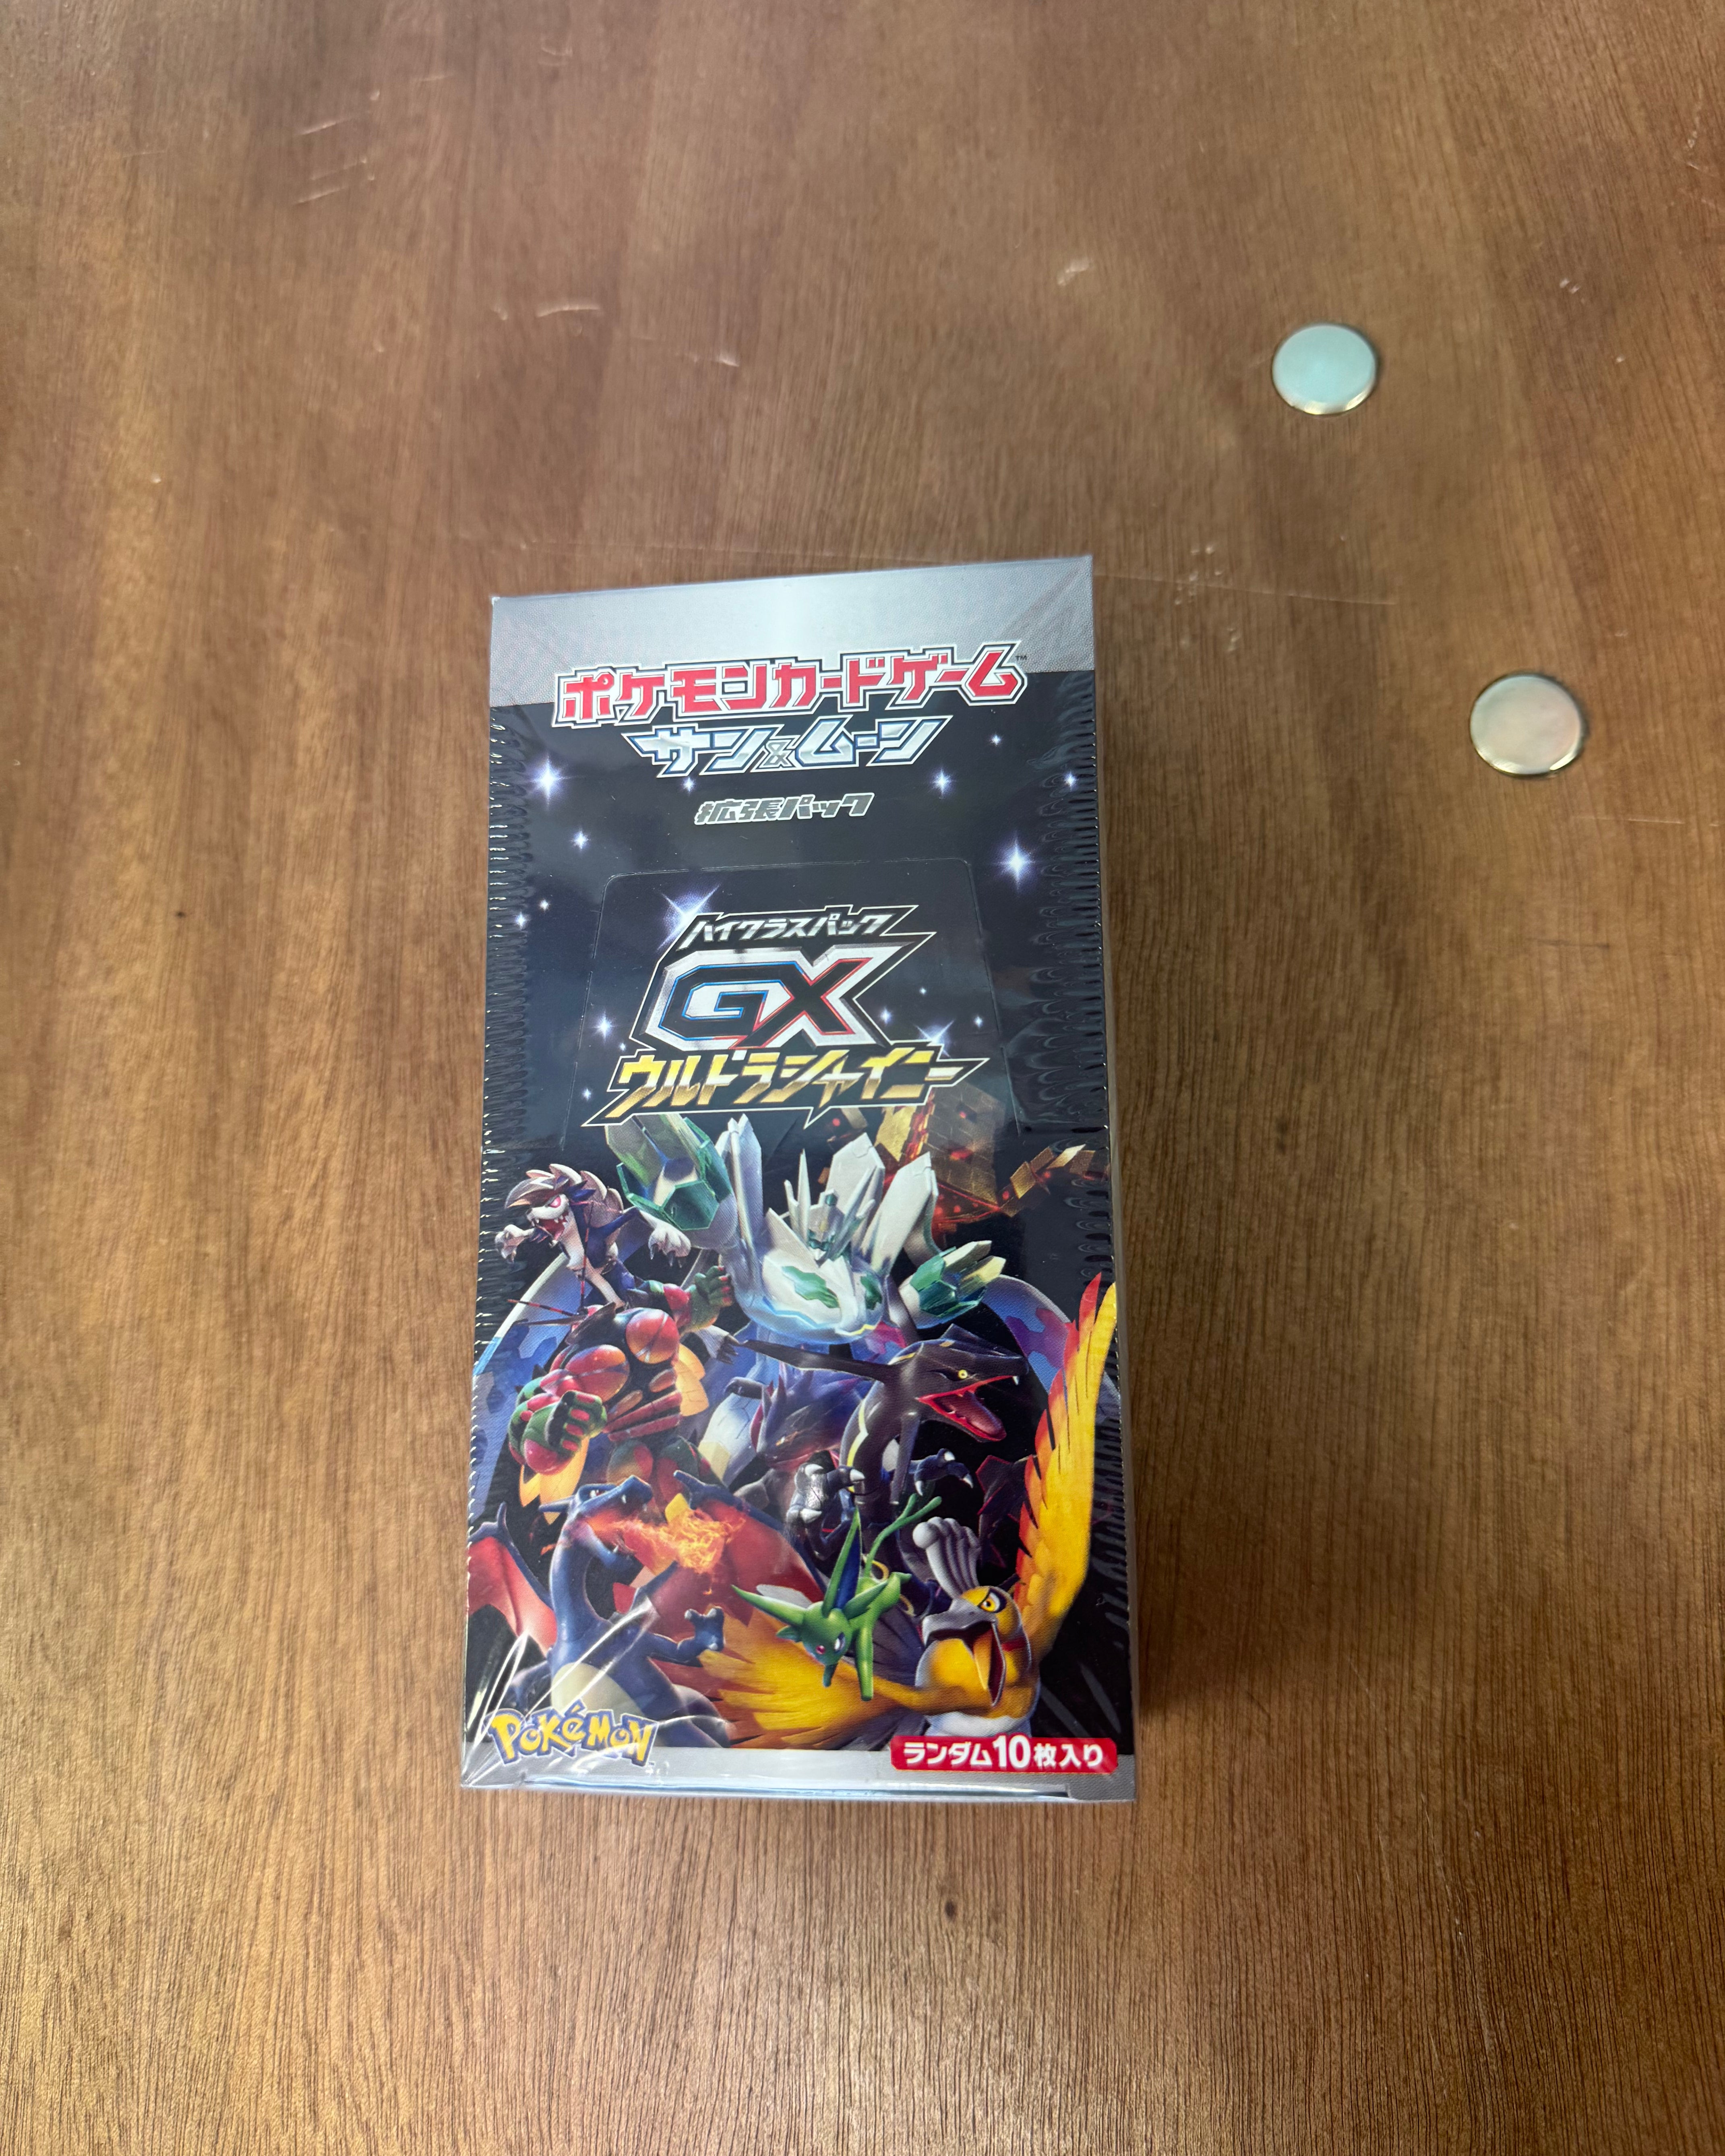 ポケモンカードゲーム™
サン&ムーン
拡張パック
ハイクラスパック
GX
ウルトラシャイニー
Pokémon
ランダム10枚入り